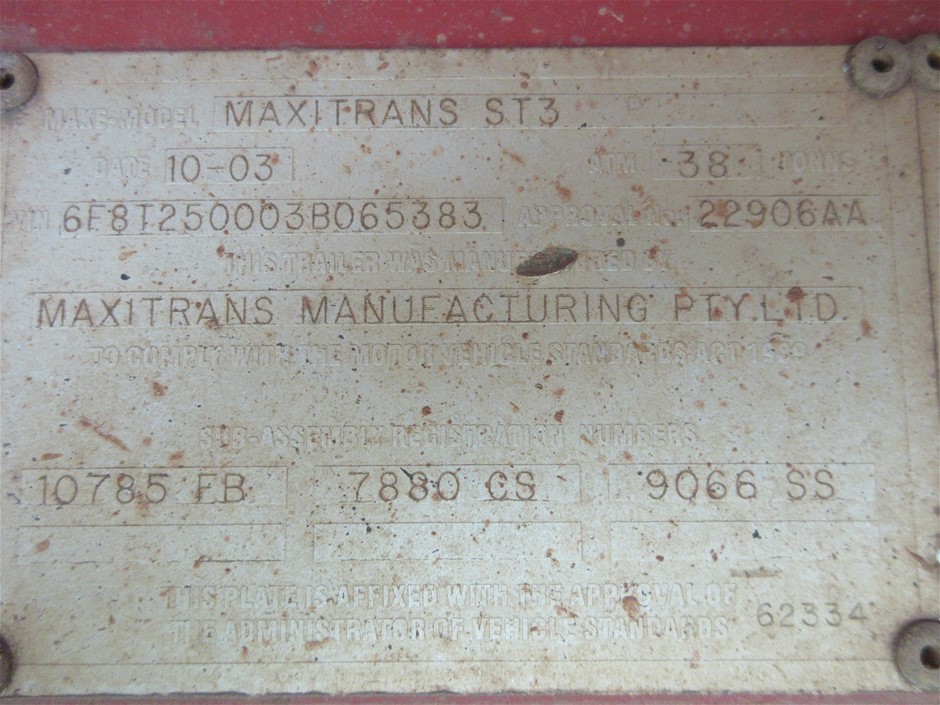 MAKE-MODEL MAXITRANS ST3
DATE 10-03 ATM 38 TONNS
VIN 6F8T250003B065383 APPROVAL No. 22906AA
THIS TRAILER WAS MANUFACTURED BY
MAXITRANS MANUFACTURING PTY.LTD.
TO COMPLY WITH THE MOTOR VEHICLE STANDARDS ACT 1989
SUB-ASSEMBLY REGISTRATION NUMBERS
10785 FB 7880 CS 9066 SS
THIS PLATE IS AFFIXED WITH THE APPROVAL OF
THE ADMINISTRATOR OF VEHICLE STANDARDS 62334